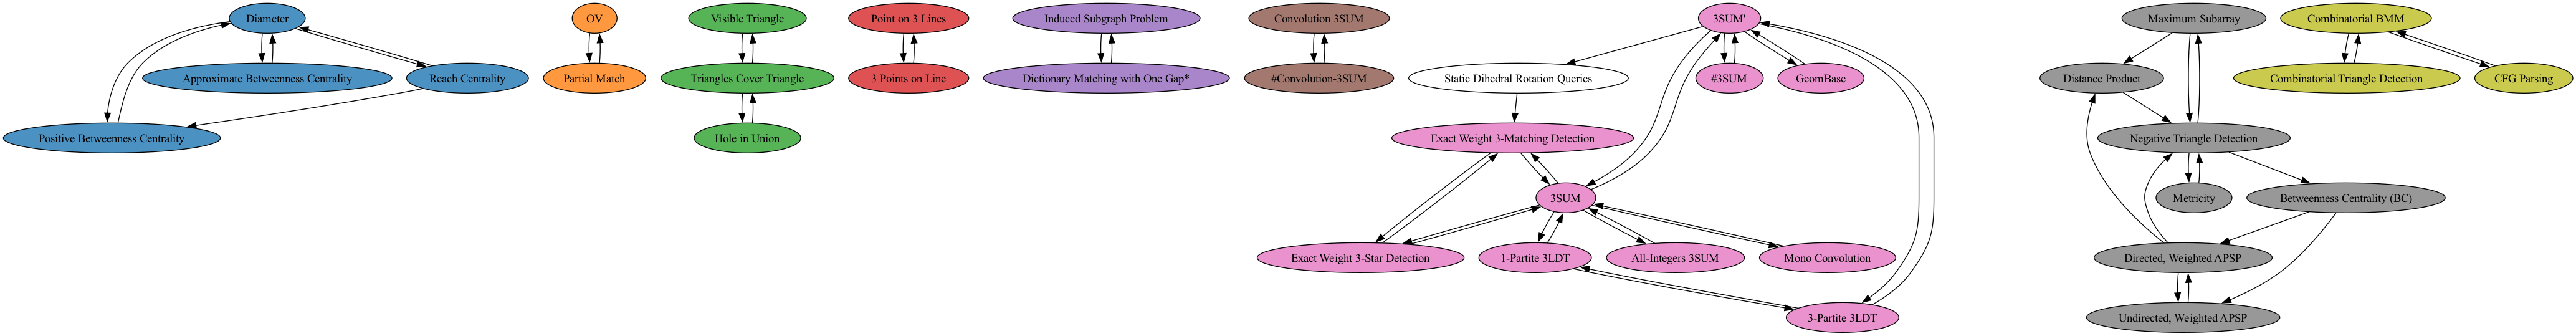 Diameter
OV
Visible Triangle
Point on 3 Lines
Induced Subgraph Problem
Convolution 3SUM
3SUM'
Maximum Subarray
Combinatorial BMM
Approximate Betweenness Centrality
Reach Centrality
Partial Match
Triangles Cover Triangle
3 Points on Line
Dictionary Matching with One Gap*
#Convolution-3SUM
Static Dihedral Rotation Queries
#3SUM
GeomBase
Distance Product
Combinatorial Triangle Detection
CFG Parsing
Positive Betweenness Centrality
Hole in Union
Exact Weight 3-Matching Detection
Negative Triangle Detection
3SUM
Metricity
Betweenness Centrality (BC)
Exact Weight 3-Star Detection
1-Partite 3LDT
All-Integers 3SUM
Mono Convolution
Directed, Weighted APSP
3-Partite 3LDT
Undirected, Weighted APSP